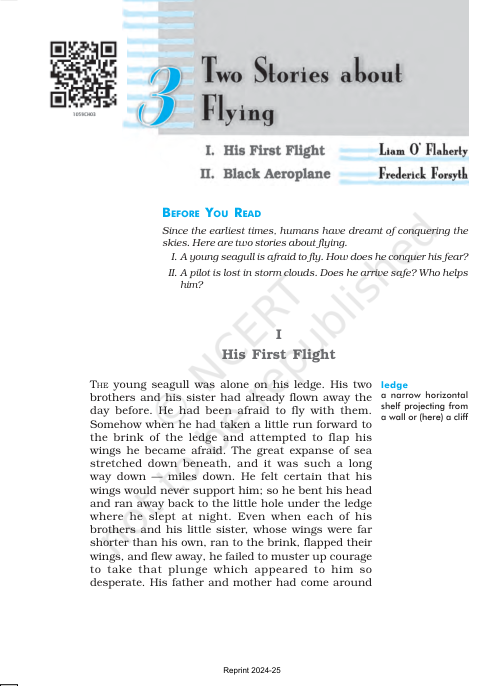 1059CH03
3
Two Stories about
Flying
I. His First Flight Liam O' Flaherty
II. Black Aeroplane Frederick Forsyth
BEFORE YOU READ
Since the earliest times, humans have dreamt of conquering the
skies. Here are two stories about flying.
I. A young seagull is afraid to fly. How does he conquer his fear?
II. A pilot is lost in storm clouds. Does he arrive safe? Who helps
him?
I
His First Flight
THE young seagull was alone on his ledge. His two
brothers and his sister had already flown away the
day before. He had been afraid to fly with them.
Somehow when he had taken a little run forward to
the brink of the ledge and attempted to flap his
wings he became afraid. The great expanse of sea
stretched down beneath, and it was such a long
way down — miles down. He felt certain that his
wings would never support him; so he bent his head
and ran away back to the little hole under the ledge
where he slept at night. Even when each of his
brothers and his little sister, whose wings were far
shorter than his own, ran to the brink, flapped their
wings, and flew away, he failed to muster up courage
to take that plunge which appeared to him so
desperate. His father and mother had come around
ledge
a narrow horizontal
shelf projecting from
a wall or (here) a cliff
© NCERT
not to be republished
Reprint 2024-25